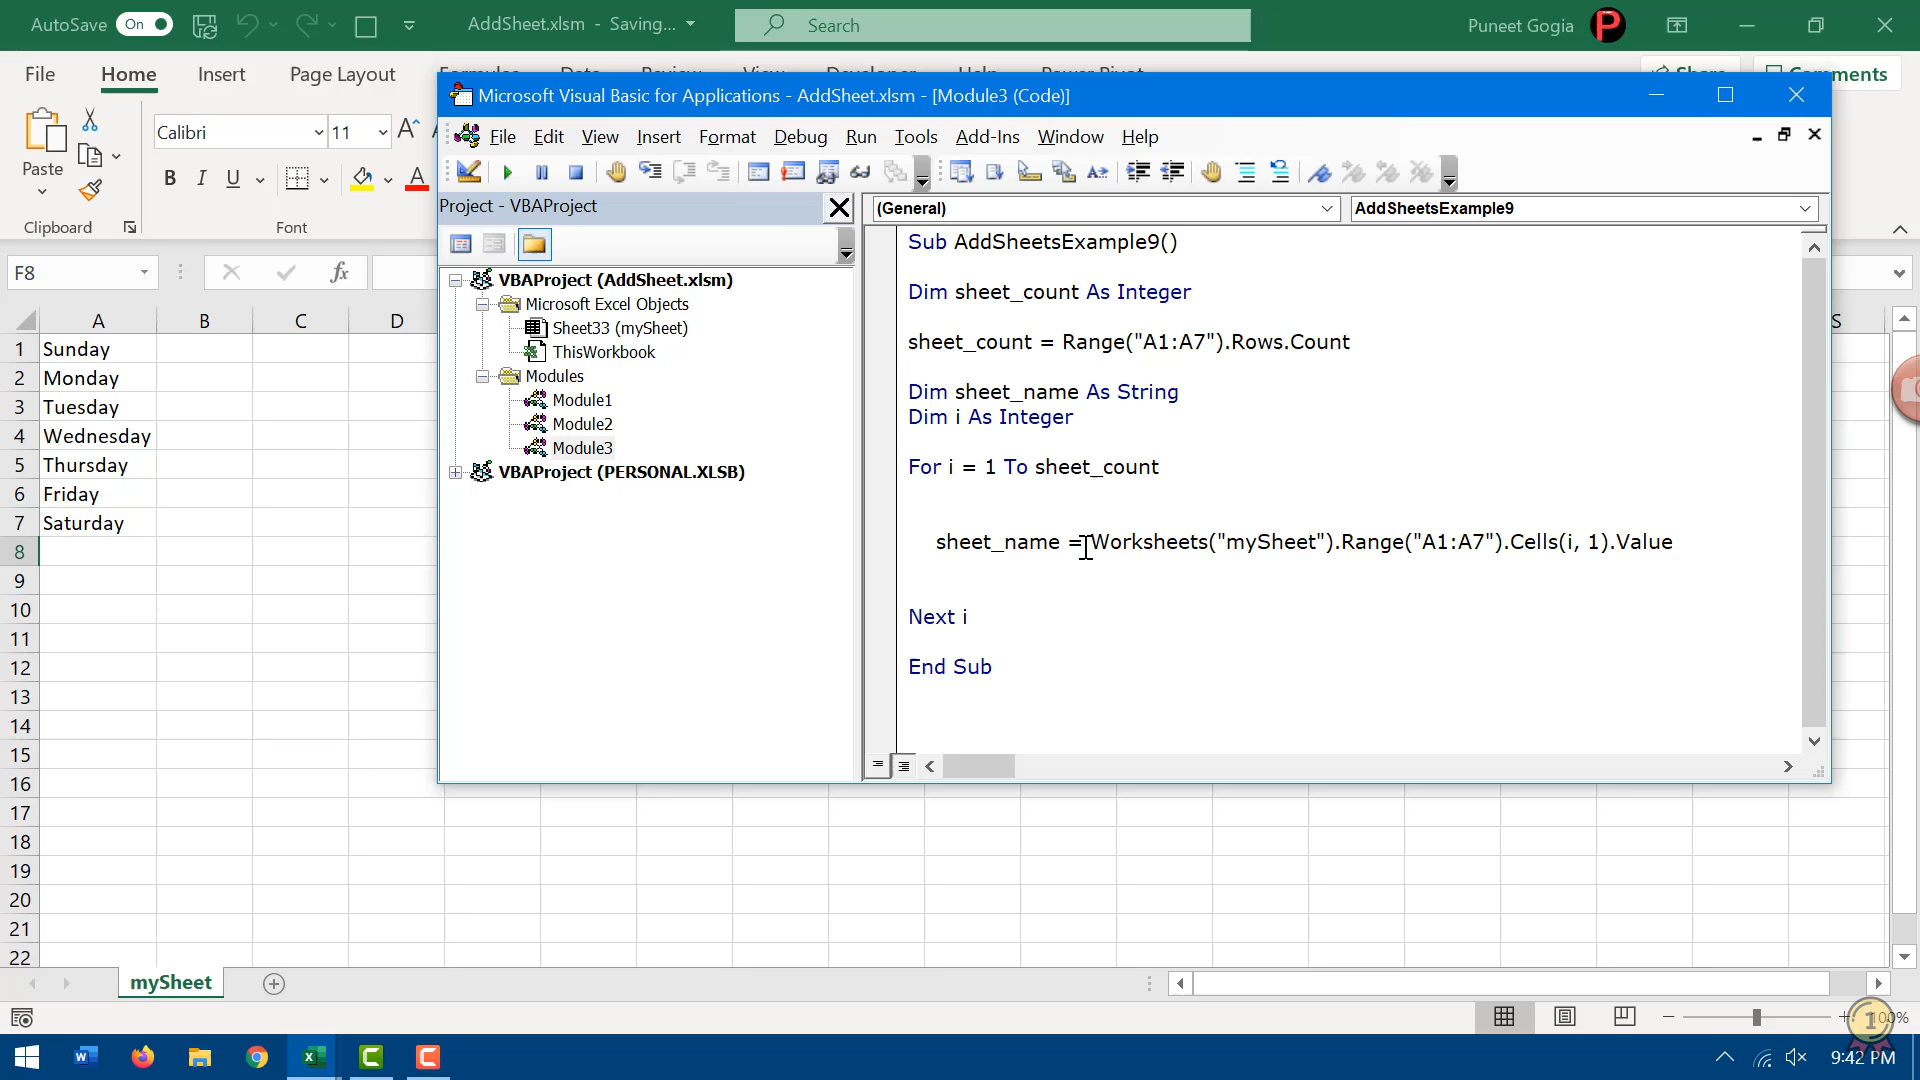 AutoSave On AddSheet.xlsm - Saving... Search Puneet Gogia P
File Home Insert Page Layout
Calibri 11
Paste
B I U A
Clipboard Font
F8 fx
A B C D S
1 Sunday
2 Monday
3 Tuesday
4 Wednesday
5 Thursday
6 Friday
7 Saturday
8
9
10
11
12
13
14
15
16
17
18
19
20
21
22
Microsoft Visual Basic for Applications - AddSheet.xlsm - [Module3 (Code)]
File Edit View Insert Format Debug Run Tools Add-Ins Window Help
Project - VBAProject
VBAProject (AddSheet.xlsm)
Microsoft Excel Objects
Sheet33 (mySheet)
ThisWorkbook
Modules
Module1
Module2
Module3
VBAProject (PERSONAL.XLSB)
(General) AddSheetsExample9
Sub AddSheetsExample9()
Dim sheet_count As Integer
sheet_count = Range("A1:A7").Rows.Count
Dim sheet_name As String
Dim i As Integer
For i = 1 To sheet_count
sheet_name = Worksheets("mySheet").Range("A1:A7").Cells(i, 1).Value
Next i
End Sub
mySheet
100%
9:42 PM